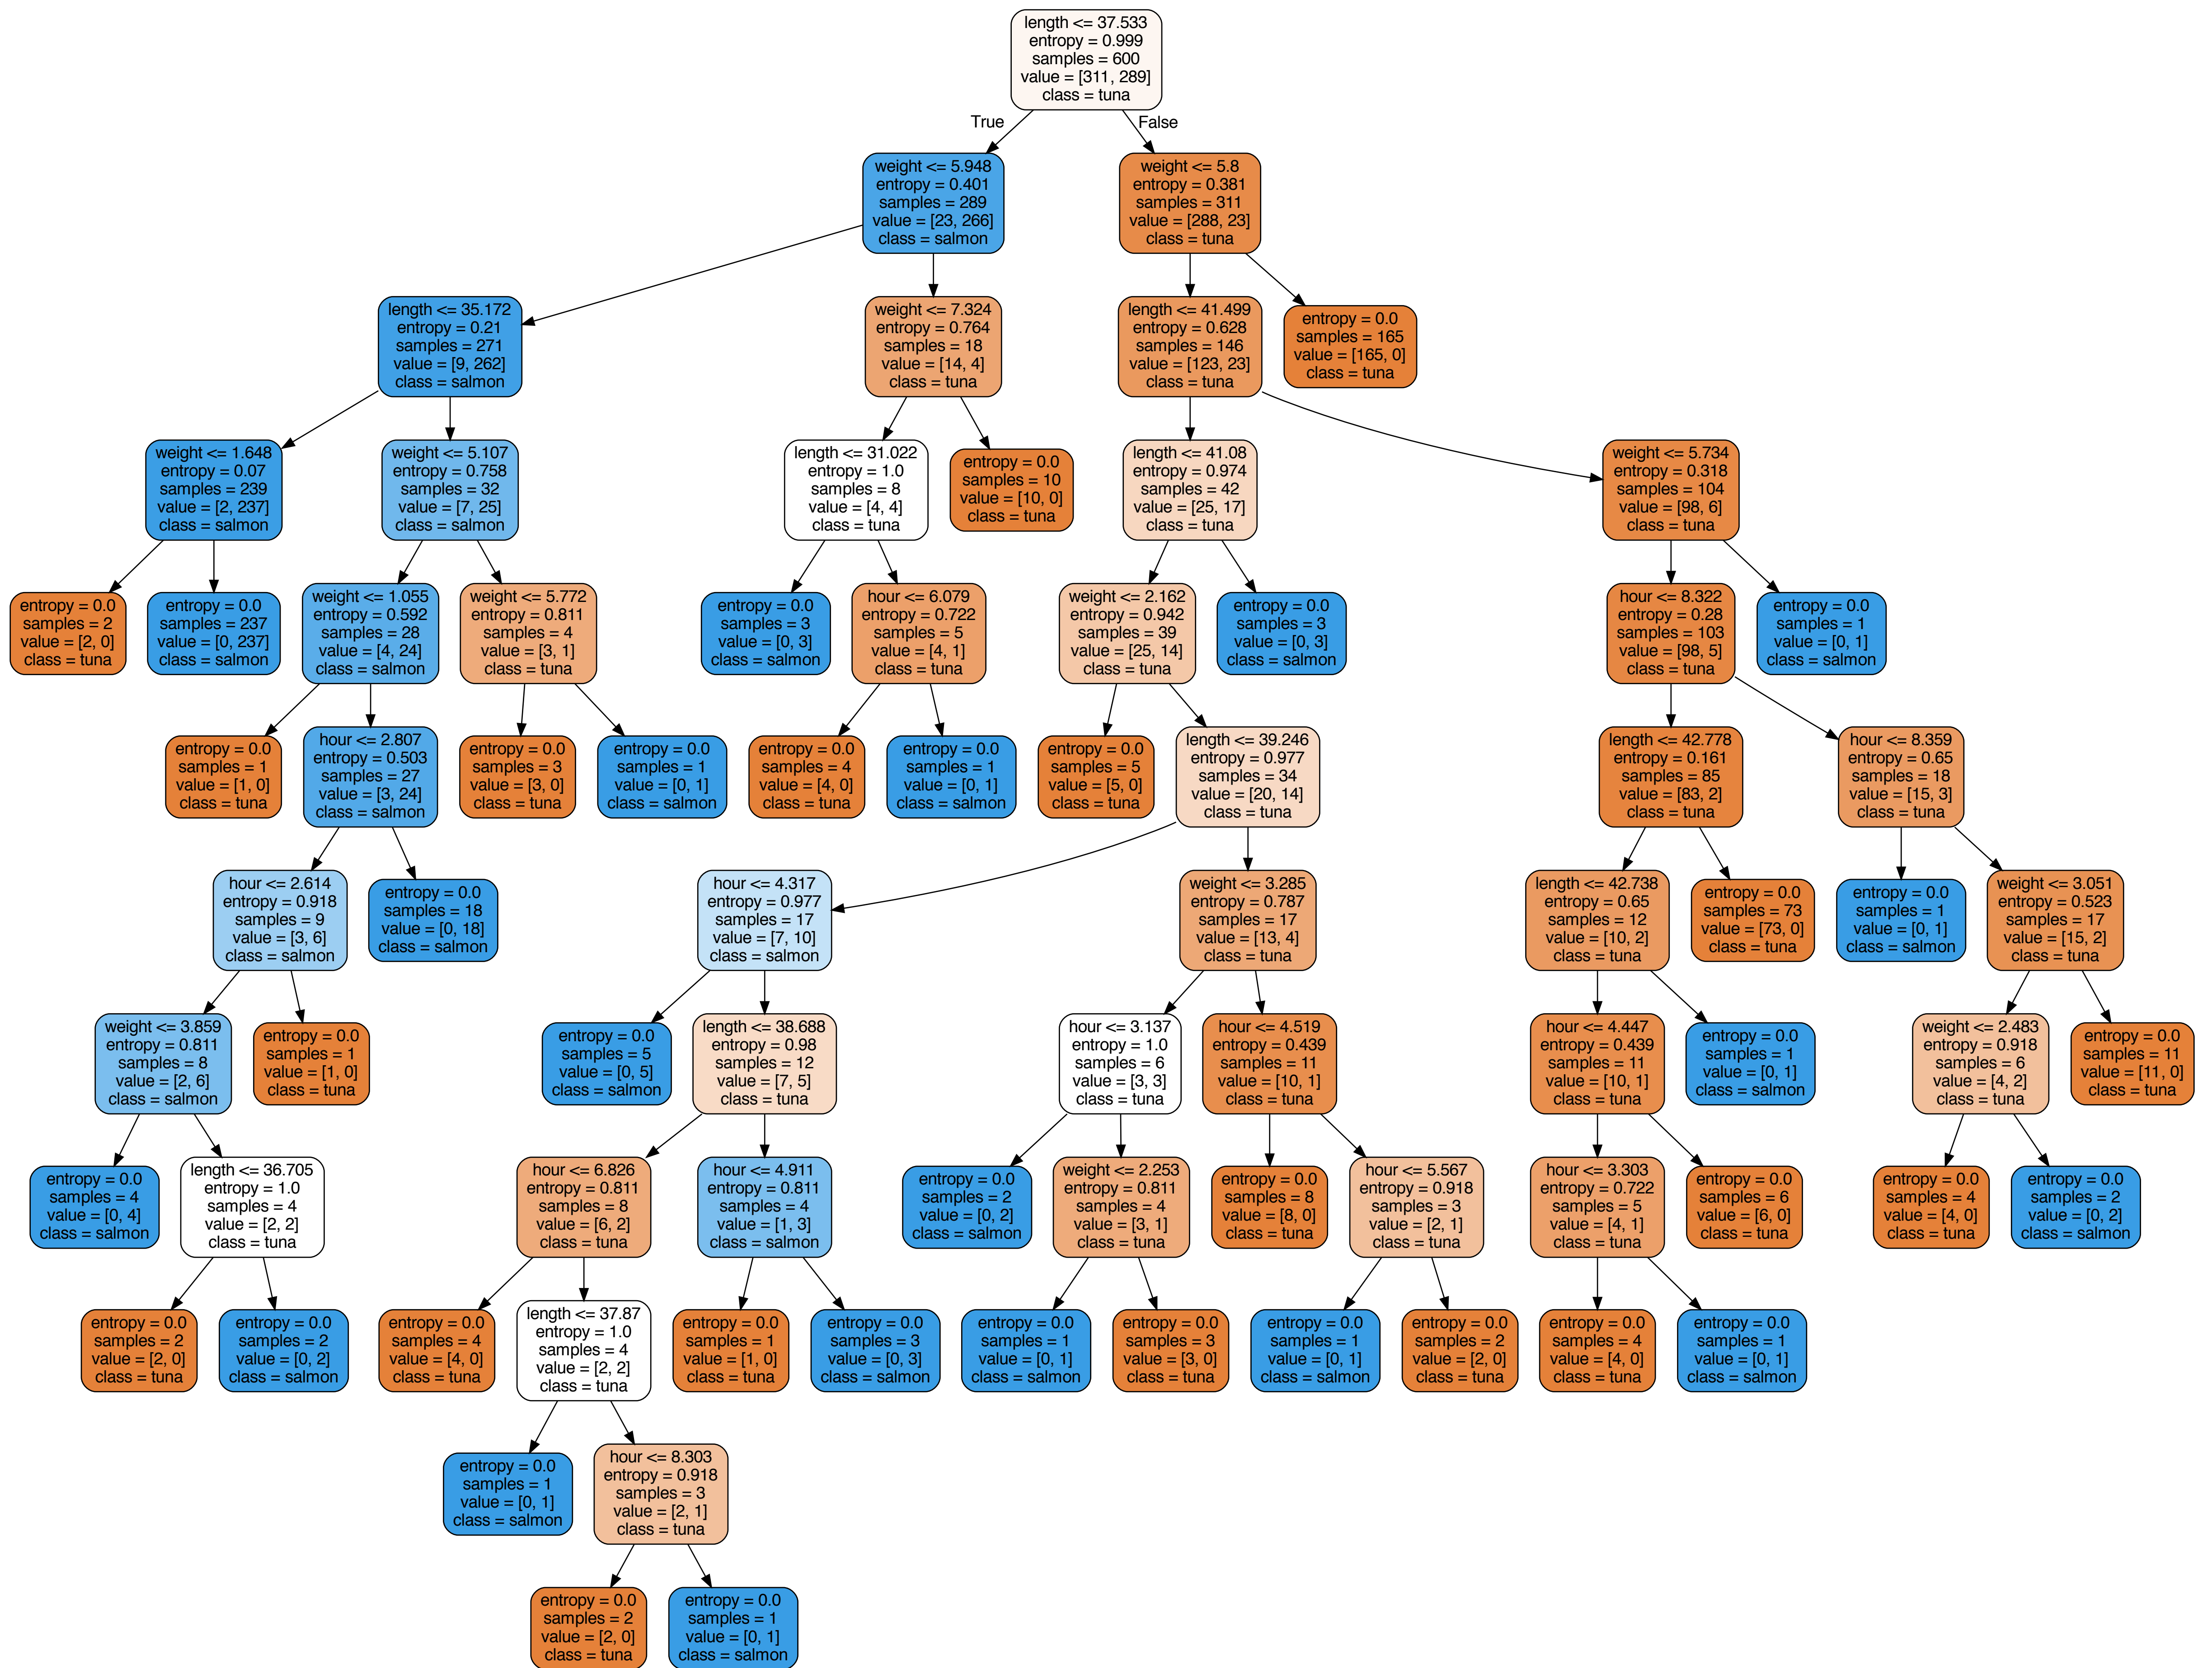 length <= 37.533
entropy = 0.999
samples = 600
value = [311, 289]
class = tuna
True
False
weight <= 5.948
entropy = 0.401
samples = 289
value = [23, 266]
class = salmon
weight <= 5.8
entropy = 0.381
samples = 311
value = [288, 23]
class = tuna
length <= 35.172
entropy = 0.21
samples = 271
value = [9, 262]
class = salmon
weight <= 7.324
entropy = 0.764
samples = 18
value = [14, 4]
class = tuna
length <= 41.499
entropy = 0.628
samples = 146
value = [123, 23]
class = tuna
entropy = 0.0
samples = 165
value = [165, 0]
class = tuna
weight <= 1.648
entropy = 0.07
samples = 239
value = [2, 237]
class = salmon
weight <= 5.107
entropy = 0.758
samples = 32
value = [7, 25]
class = salmon
length <= 31.022
entropy = 1.0
samples = 8
value = [4, 4]
class = tuna
entropy = 0.0
samples = 10
value = [10, 0]
class = tuna
length <= 41.08
entropy = 0.974
samples = 42
value = [25, 17]
class = tuna
weight <= 5.734
entropy = 0.318
samples = 104
value = [98, 6]
class = tuna
entropy = 0.0
samples = 2
value = [2, 0]
class = tuna
entropy = 0.0
samples = 237
value = [0, 237]
class = salmon
weight <= 1.055
entropy = 0.592
samples = 28
value = [4, 24]
class = salmon
weight <= 5.772
entropy = 0.811
samples = 4
value = [3, 1]
class = tuna
entropy = 0.0
samples = 3
value = [0, 3]
class = salmon
hour <= 6.079
entropy = 0.722
samples = 5
value = [4, 1]
class = tuna
weight <= 2.162
entropy = 0.942
samples = 39
value = [25, 14]
class = tuna
entropy = 0.0
samples = 3
value = [0, 3]
class = salmon
hour <= 8.322
entropy = 0.28
samples = 103
value = [98, 5]
class = tuna
entropy = 0.0
samples = 1
value = [0, 1]
class = salmon
entropy = 0.0
samples = 1
value = [1, 0]
class = tuna
hour <= 2.807
entropy = 0.503
samples = 27
value = [3, 24]
class = salmon
entropy = 0.0
samples = 3
value = [3, 0]
class = tuna
entropy = 0.0
samples = 1
value = [0, 1]
class = salmon
entropy = 0.0
samples = 4
value = [4, 0]
class = tuna
entropy = 0.0
samples = 1
value = [0, 1]
class = salmon
entropy = 0.0
samples = 5
value = [5, 0]
class = tuna
length <= 39.246
entropy = 0.977
samples = 34
value = [20, 14]
class = tuna
length <= 42.778
entropy = 0.161
samples = 85
value = [83, 2]
class = tuna
hour <= 8.359
entropy = 0.65
samples = 18
value = [15, 3]
class = tuna
hour <= 2.614
entropy = 0.918
samples = 9
value = [3, 6]
class = salmon
entropy = 0.0
samples = 18
value = [0, 18]
class = salmon
hour <= 4.317
entropy = 0.977
samples = 17
value = [7, 10]
class = salmon
weight <= 3.285
entropy = 0.787
samples = 17
value = [13, 4]
class = tuna
length <= 42.738
entropy = 0.65
samples = 12
value = [10, 2]
class = tuna
entropy = 0.0
samples = 73
value = [73, 0]
class = tuna
entropy = 0.0
samples = 1
value = [0, 1]
class = salmon
weight <= 3.051
entropy = 0.523
samples = 17
value = [15, 2]
class = tuna
weight <= 3.859
entropy = 0.811
samples = 8
value = [2, 6]
class = salmon
entropy = 0.0
samples = 1
value = [1, 0]
class = tuna
entropy = 0.0
samples = 5
value = [0, 5]
class = salmon
length <= 38.688
entropy = 0.98
samples = 12
value = [7, 5]
class = tuna
hour <= 3.137
entropy = 1.0
samples = 6
value = [3, 3]
class = tuna
hour <= 4.519
entropy = 0.439
samples = 11
value = [10, 1]
class = tuna
hour <= 4.447
entropy = 0.439
samples = 11
value = [10, 1]
class = tuna
entropy = 0.0
samples = 1
value = [0, 1]
class = salmon
weight <= 2.483
entropy = 0.918
samples = 6
value = [4, 2]
class = tuna
entropy = 0.0
samples = 11
value = [11, 0]
class = tuna
entropy = 0.0
samples = 4
value = [0, 4]
class = salmon
length <= 36.705
entropy = 1.0
samples = 4
value = [2, 2]
class = tuna
hour <= 6.826
entropy = 0.811
samples = 8
value = [6, 2]
class = tuna
hour <= 4.911
entropy = 0.811
samples = 4
value = [1, 3]
class = salmon
entropy = 0.0
samples = 2
value = [0, 2]
class = salmon
weight <= 2.253
entropy = 0.811
samples = 4
value = [3, 1]
class = tuna
entropy = 0.0
samples = 8
value = [8, 0]
class = tuna
hour <= 5.567
entropy = 0.918
samples = 3
value = [2, 1]
class = tuna
hour <= 3.303
entropy = 0.722
samples = 5
value = [4, 1]
class = tuna
entropy = 0.0
samples = 6
value = [6, 0]
class = tuna
entropy = 0.0
samples = 4
value = [4, 0]
class = tuna
entropy = 0.0
samples = 2
value = [0, 2]
class = salmon
entropy = 0.0
samples = 2
value = [2, 0]
class = tuna
entropy = 0.0
samples = 2
value = [0, 2]
class = salmon
entropy = 0.0
samples = 4
value = [4, 0]
class = tuna
length <= 37.87
entropy = 1.0
samples = 4
value = [2, 2]
class = tuna
entropy = 0.0
samples = 1
value = [1, 0]
class = tuna
entropy = 0.0
samples = 3
value = [0, 3]
class = salmon
entropy = 0.0
samples = 1
value = [0, 1]
class = salmon
entropy = 0.0
samples = 3
value = [3, 0]
class = tuna
entropy = 0.0
samples = 1
value = [0, 1]
class = salmon
entropy = 0.0
samples = 2
value = [2, 0]
class = tuna
entropy = 0.0
samples = 4
value = [4, 0]
class = tuna
entropy = 0.0
samples = 1
value = [0, 1]
class = salmon
entropy = 0.0
samples = 1
value = [0, 1]
class = salmon
hour <= 8.303
entropy = 0.918
samples = 3
value = [2, 1]
class = tuna
entropy = 0.0
samples = 2
value = [2, 0]
class = tuna
entropy = 0.0
samples = 1
value = [0, 1]
class = salmon